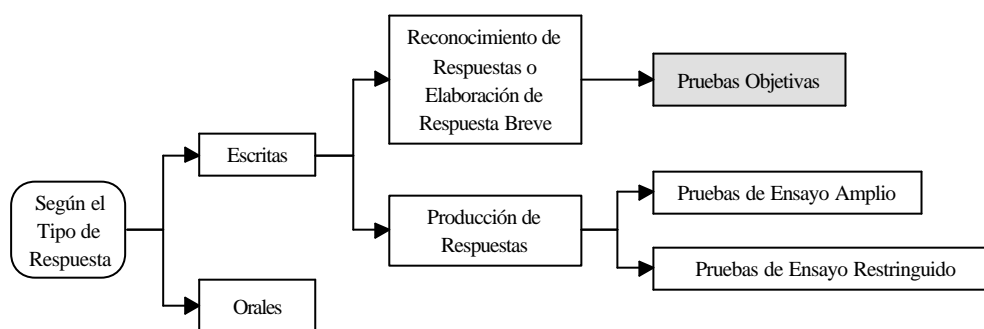 Reconocimiento de
Respuestas o
Elaboración de
Respuesta Breve
Pruebas Objetivas
Escritas
Según el
Tipo de
Respuesta
Producción de
Respuestas
Pruebas de Ensayo Amplio
Pruebas de Ensayo Restringuido
Orales